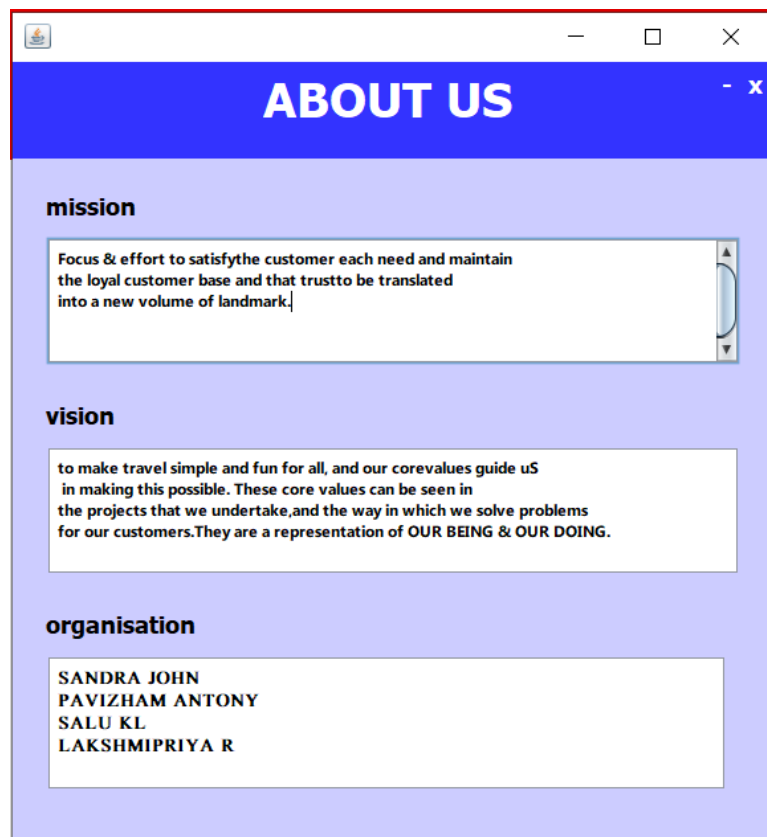 ABOUT US
- x
mission
Focus & effort to satisfythe customer each need and maintain
the loyal customer base and that trustto be translated
into a new volume of landmark.
vision
to make travel simple and fun for all, and our corevalues guide uS
in making this possible. These core values can be seen in
the projects that we undertake,and the way in which we solve problems
for our customers.They are a representation of OUR BEING & OUR DOING.
organisation
SANDRA JOHN
PAVIZHAM ANTONY
SALU KL
LAKSHMIPRIYA R